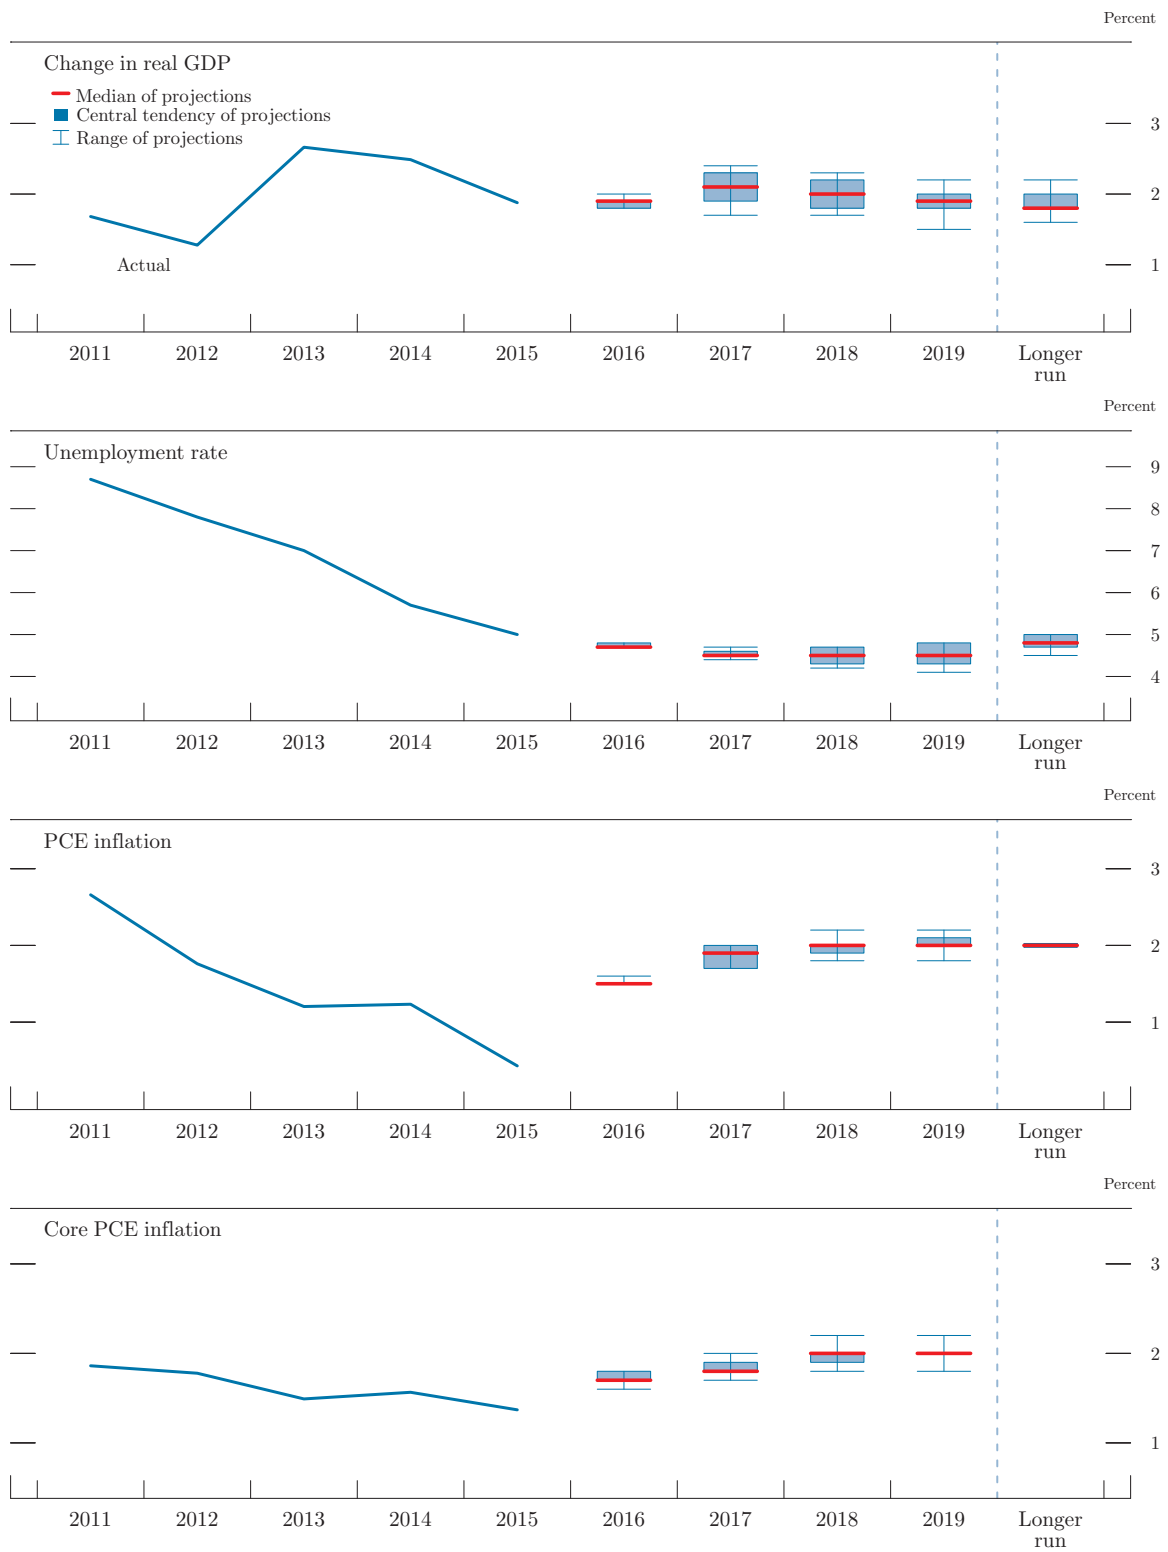 Percent
Change in real GDP
Median of projections
Central tendency of projections
Range of projections
3
2
1
Actual
2011 2012 2013 2014 2015 2016 2017 2018 2019 Longer
run
Percent
Unemployment rate
9
8
7
6
5
4
2011 2012 2013 2014 2015 2016 2017 2018 2019 Longer
run
Percent
PCE inflation
3
2
1
2011 2012 2013 2014 2015 2016 2017 2018 2019 Longer
run
Percent
Core PCE inflation
3
2
1
2011 2012 2013 2014 2015 2016 2017 2018 2019 Longer
run